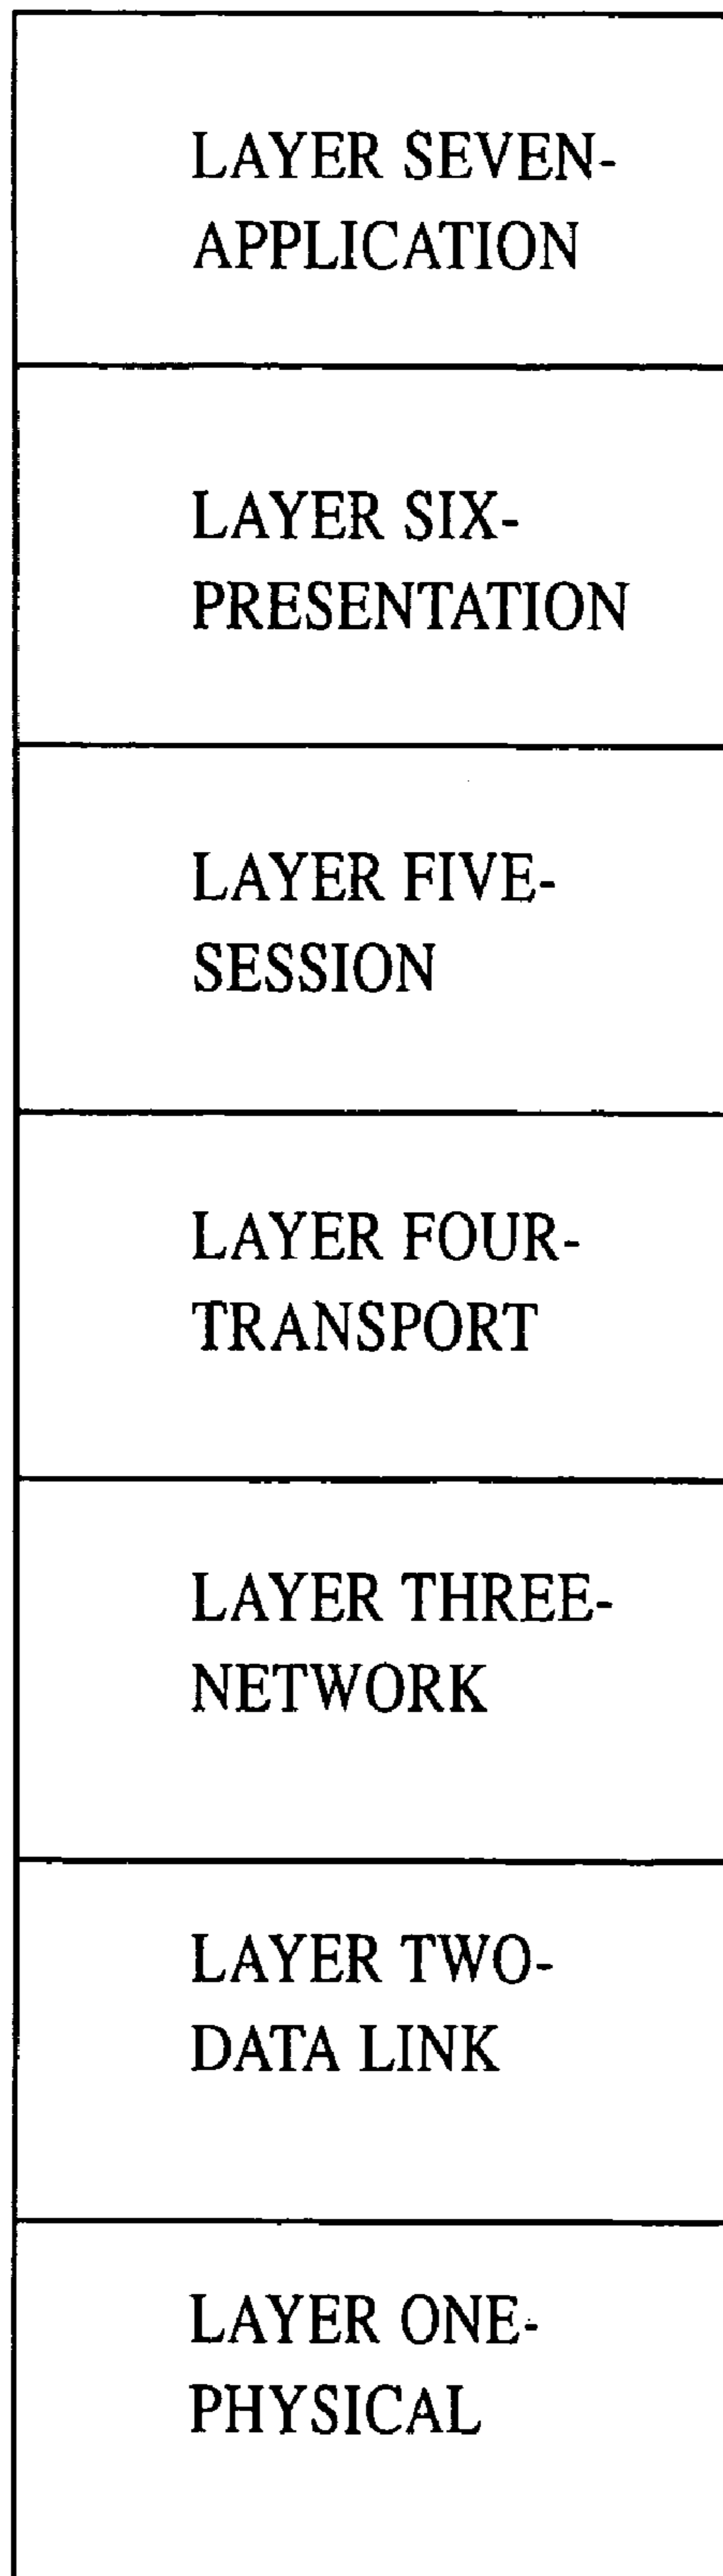 LAYER SEVEN-
APPLICATION
LAYER SIX-
PRESENTATION
LAYER FIVE-
SESSION
LAYER FOUR-
TRANSPORT
LAYER THREE-
NETWORK
LAYER TWO-
DATA LINK
LAYER ONE-
PHYSICAL